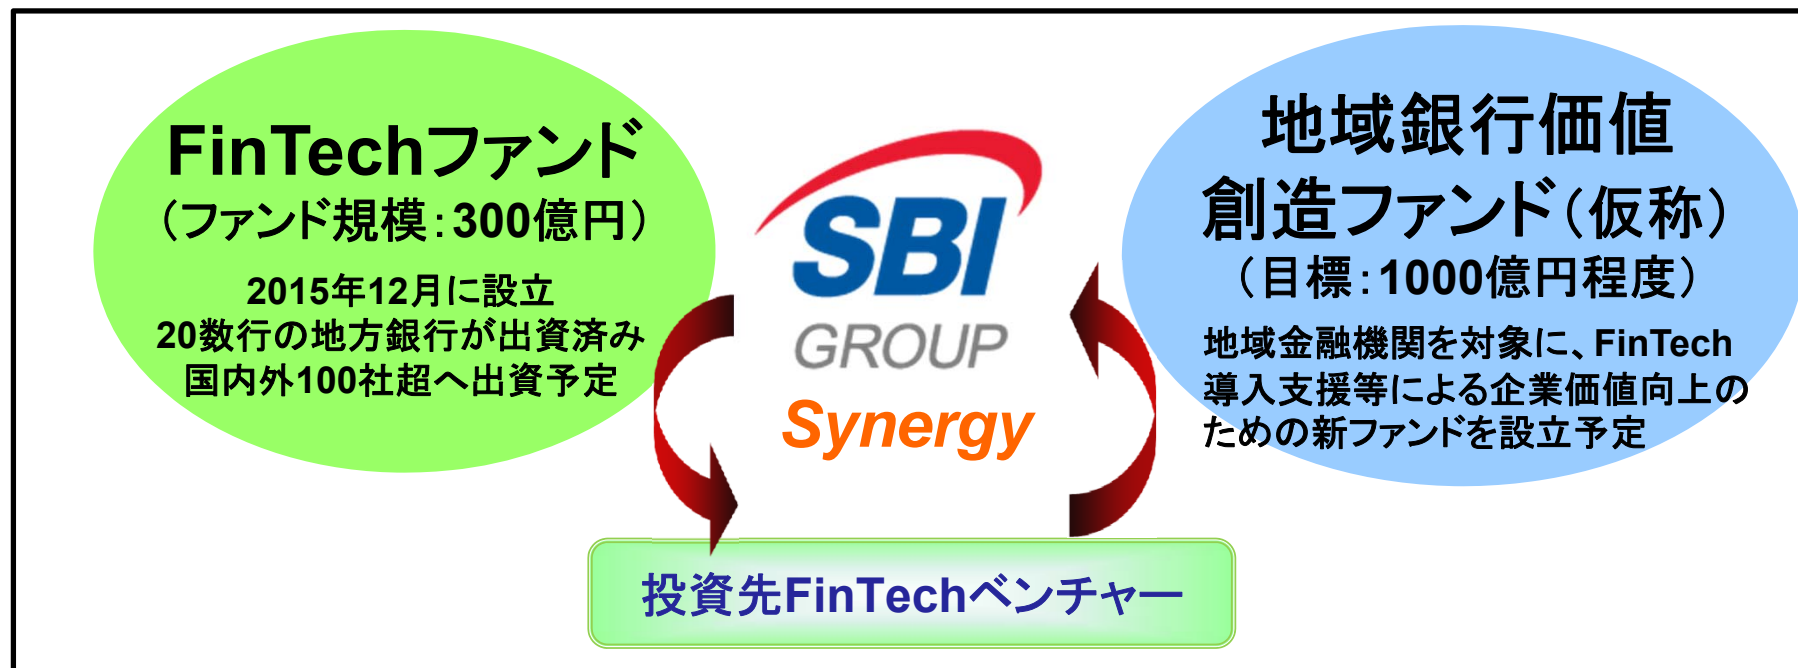 FinTechファンド
（ファンド規模：300億円）
2015年12月に設立
20数行の地方銀行が出資済み
国内外100社超へ出資予定
SBI
GROUP
Synergy
地域銀行価値
創造ファンド（仮称）
（目標：1000億円程度）
地域金融機関を対象に、FinTech
導入支援等による企業価値向上の
ための新ファンドを設立予定
投資先FinTechベンチャー